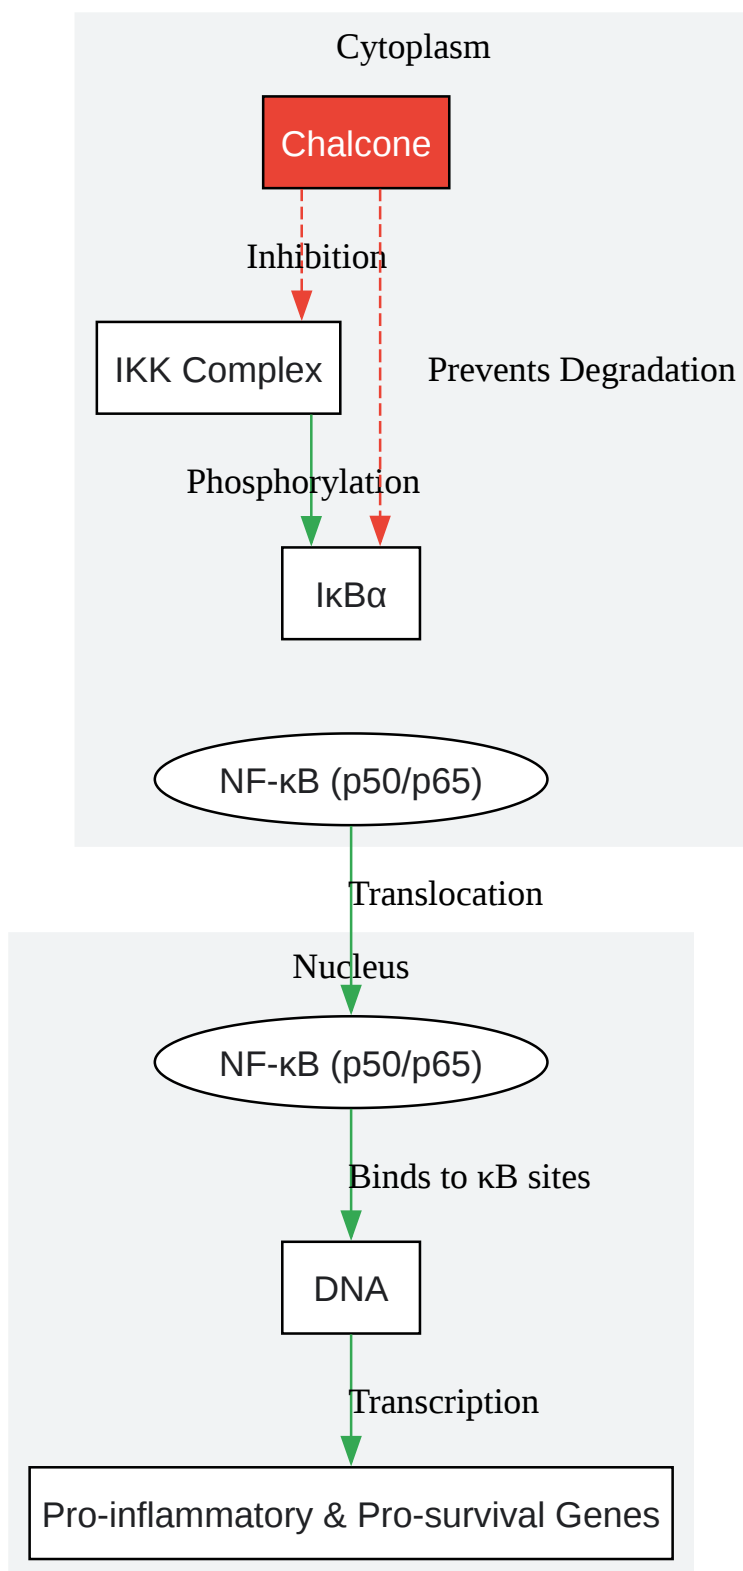 Cytoplasm
Chalcone
Inhibition
IKK Complex
Prevents Degradation
Phosphorylation
IκBα
NF-κB (p50/p65)
Translocation
Nucleus
NF-κB (p50/p65)
Binds to κB sites
DNA
Transcription
Pro-inflammatory & Pro-survival Genes